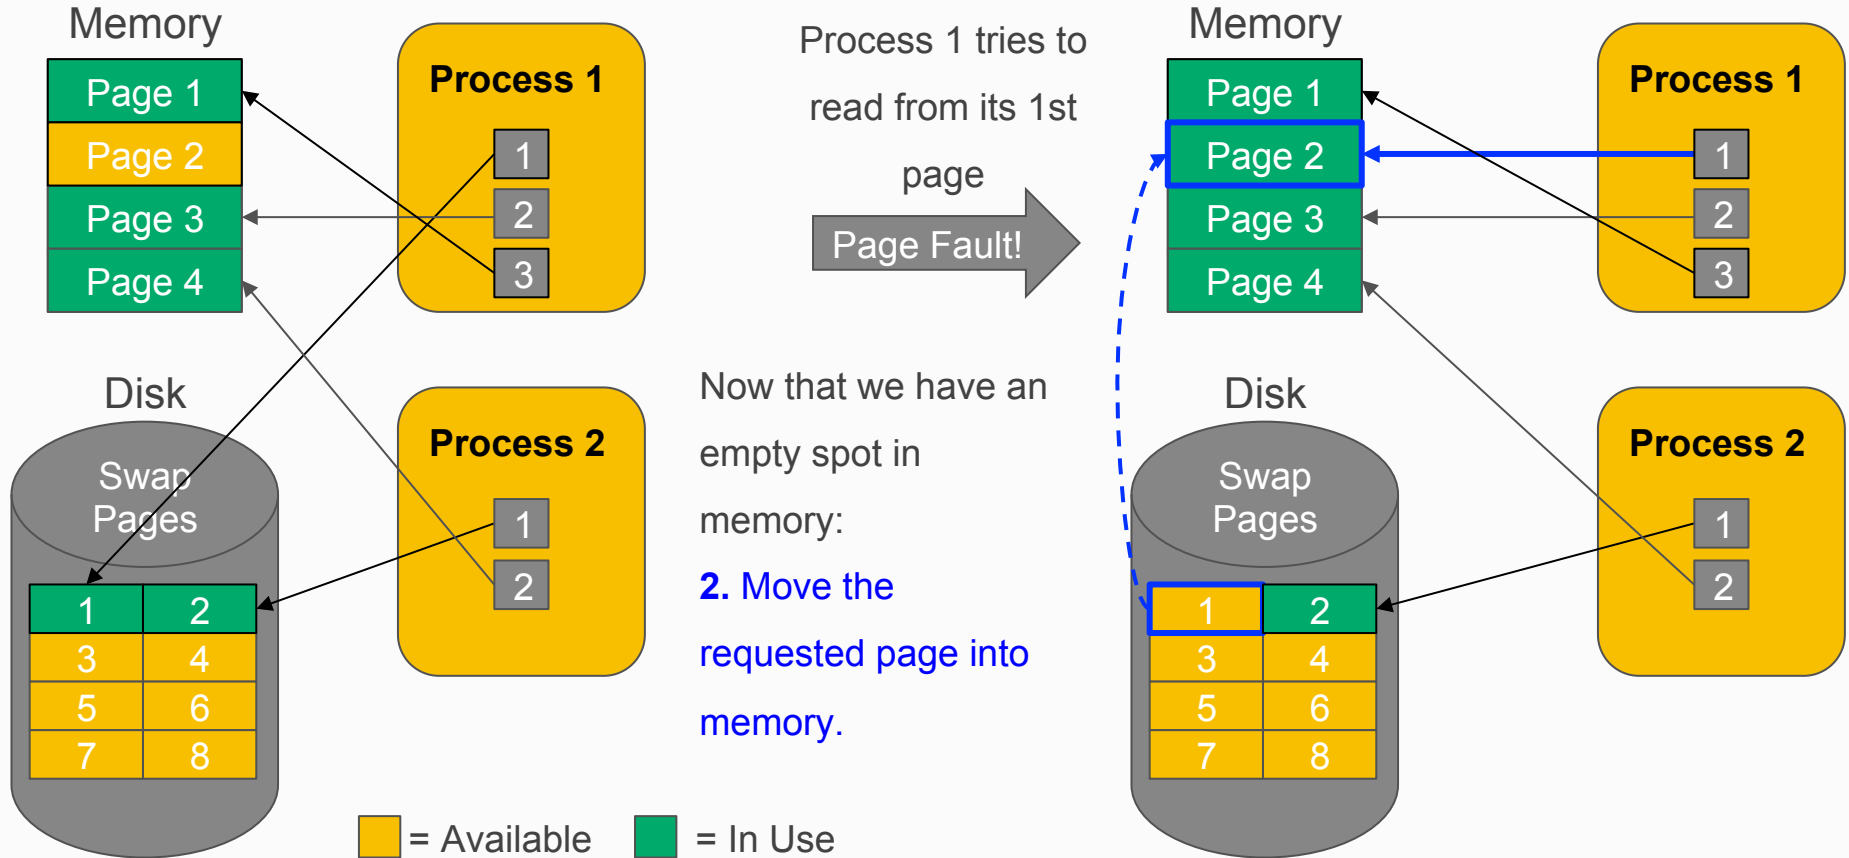 Memory
Page 1
Page 2
Page 3
Page 4
Process 1
1
2
3
Disk
Swap
Pages
1 2
3 4
5 6
7 8
Process 2
1
2
Process 1 tries to
read from its 1st
page
Page Fault!
Now that we have an
empty spot in
memory:
2. Move the
requested page into
memory.
Memory
Page 1
Page 2
Page 3
Page 4
Process 1
1
2
3
Disk
Swap
Pages
1 2
3 4
5 6
7 8
Process 2
1
2
= Available = In Use